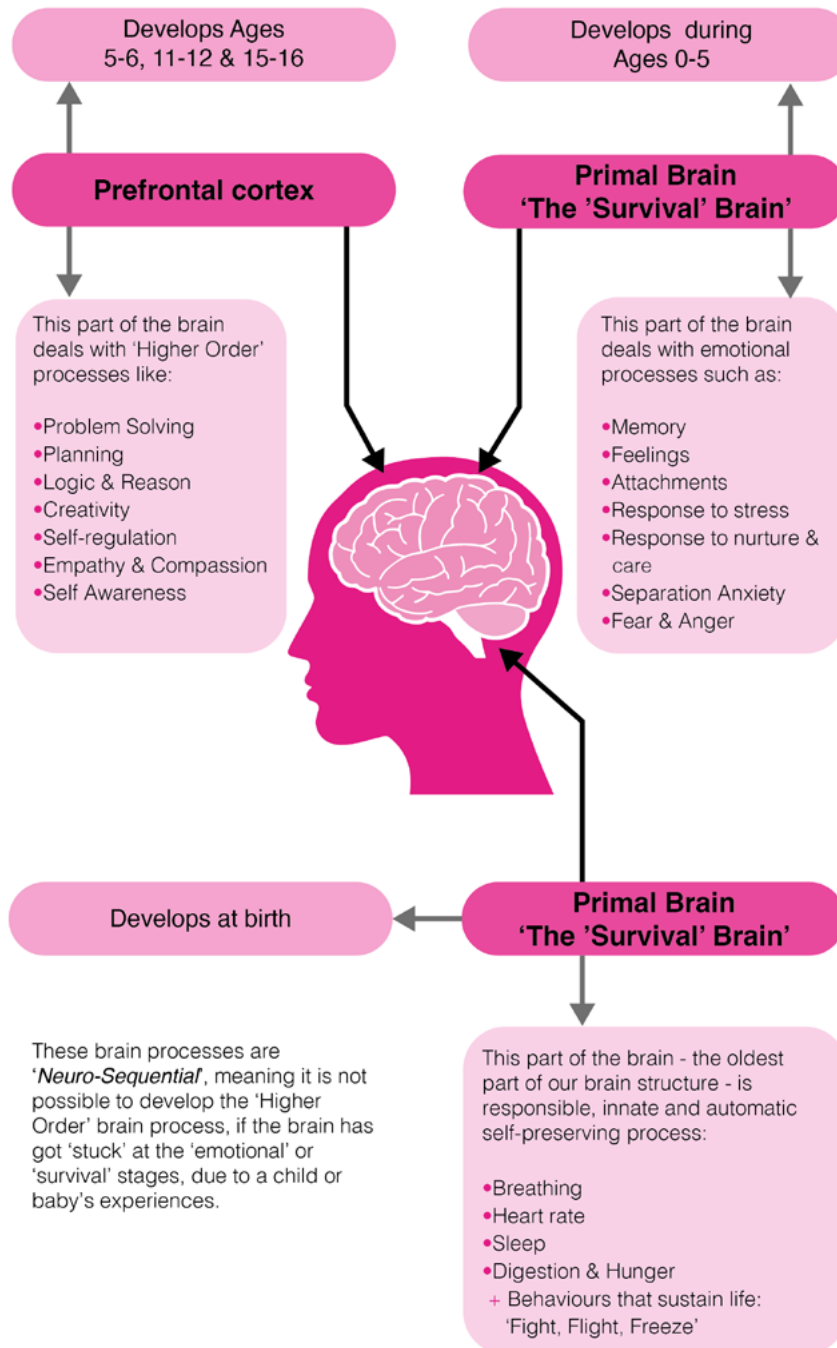 Develops Ages
5-6, 11-12 & 15-16
Develops during
Ages 0-5
Prefrontal cortex
Primal Brain
‘The ’Survival’ Brain’
This part of the brain
deals with ‘Higher Order’
processes like:
•Problem Solving
•Planning
•Logic & Reason
•Creativity
•Self-regulation
•Empathy & Compassion
•Self Awareness
This part of the brain
deals with emotional
processes such as:
•Memory
•Feelings
•Attachments
•Response to stress
•Response to nurture &
care
•Separation Anxiety
•Fear & Anger
Develops at birth
Primal Brain
‘The ’Survival’ Brain’
These brain processes are
‘Neuro-Sequential’, meaning it is not
possible to develop the ‘Higher
Order’ brain process, if the brain has
got ‘stuck’ at the ‘emotional’ or
‘survival’ stages, due to a child or
baby’s experiences.
This part of the brain - the oldest
part of our brain structure - is
responsible, innate and automatic
self-preserving process:
•Breathing
•Heart rate
•Sleep
•Digestion & Hunger
+ Behaviours that sustain life:
‘Fight, Flight, Freeze’